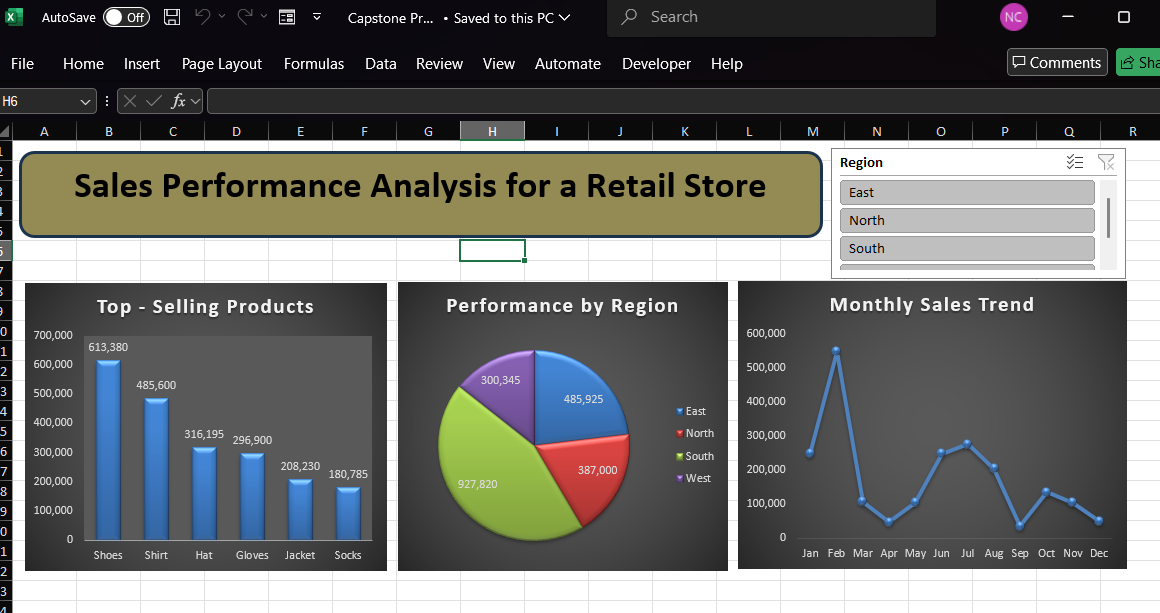 AutoSave Off Capstone Pr... • Saved to this PC Search NC
File Home Insert Page Layout Formulas Data Review View Automate Developer Help Comments Sha
H6 fx
A B C D E F G H I J K L M N O P Q R
Sales Performance Analysis for a Retail Store
Region
East
North
South
Top - Selling Products
700,000
600,000
500,000
400,000
300,000
200,000
100,000
0
613,380
485,600
316,195
296,900
208,230
180,785
Shoes Shirt Hat Gloves Jacket Socks
Performance by Region
300,345
485,925
387,000
927,820
East
North
South
West
Monthly Sales Trend
600,000
500,000
400,000
300,000
200,000
100,000
0
Jan Feb Mar Apr May Jun Jul Aug Sep Oct Nov Dec